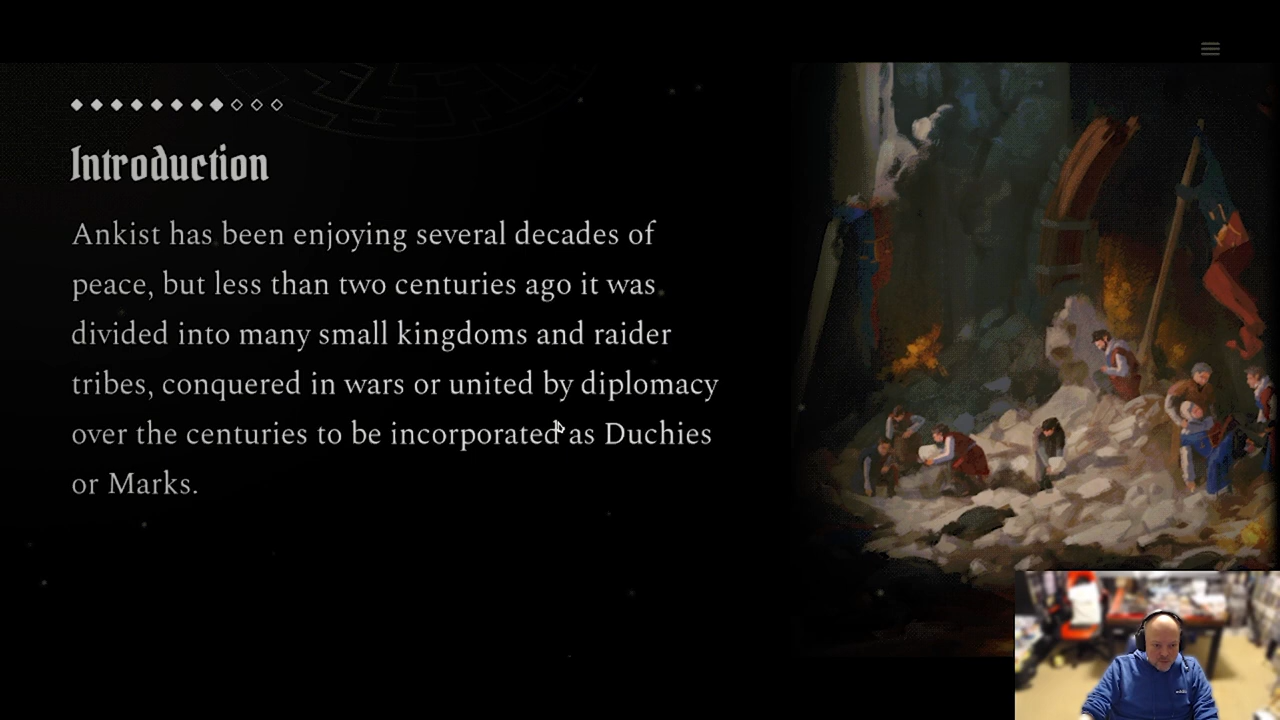 Introduction
Ankist has been enjoying several decades of
peace, but less than two centuries ago it was
divided into many small kingdoms and raider
tribes, conquered in wars or united by diplomacy
over the centuries to be incorporated as Duchies
or Marks.